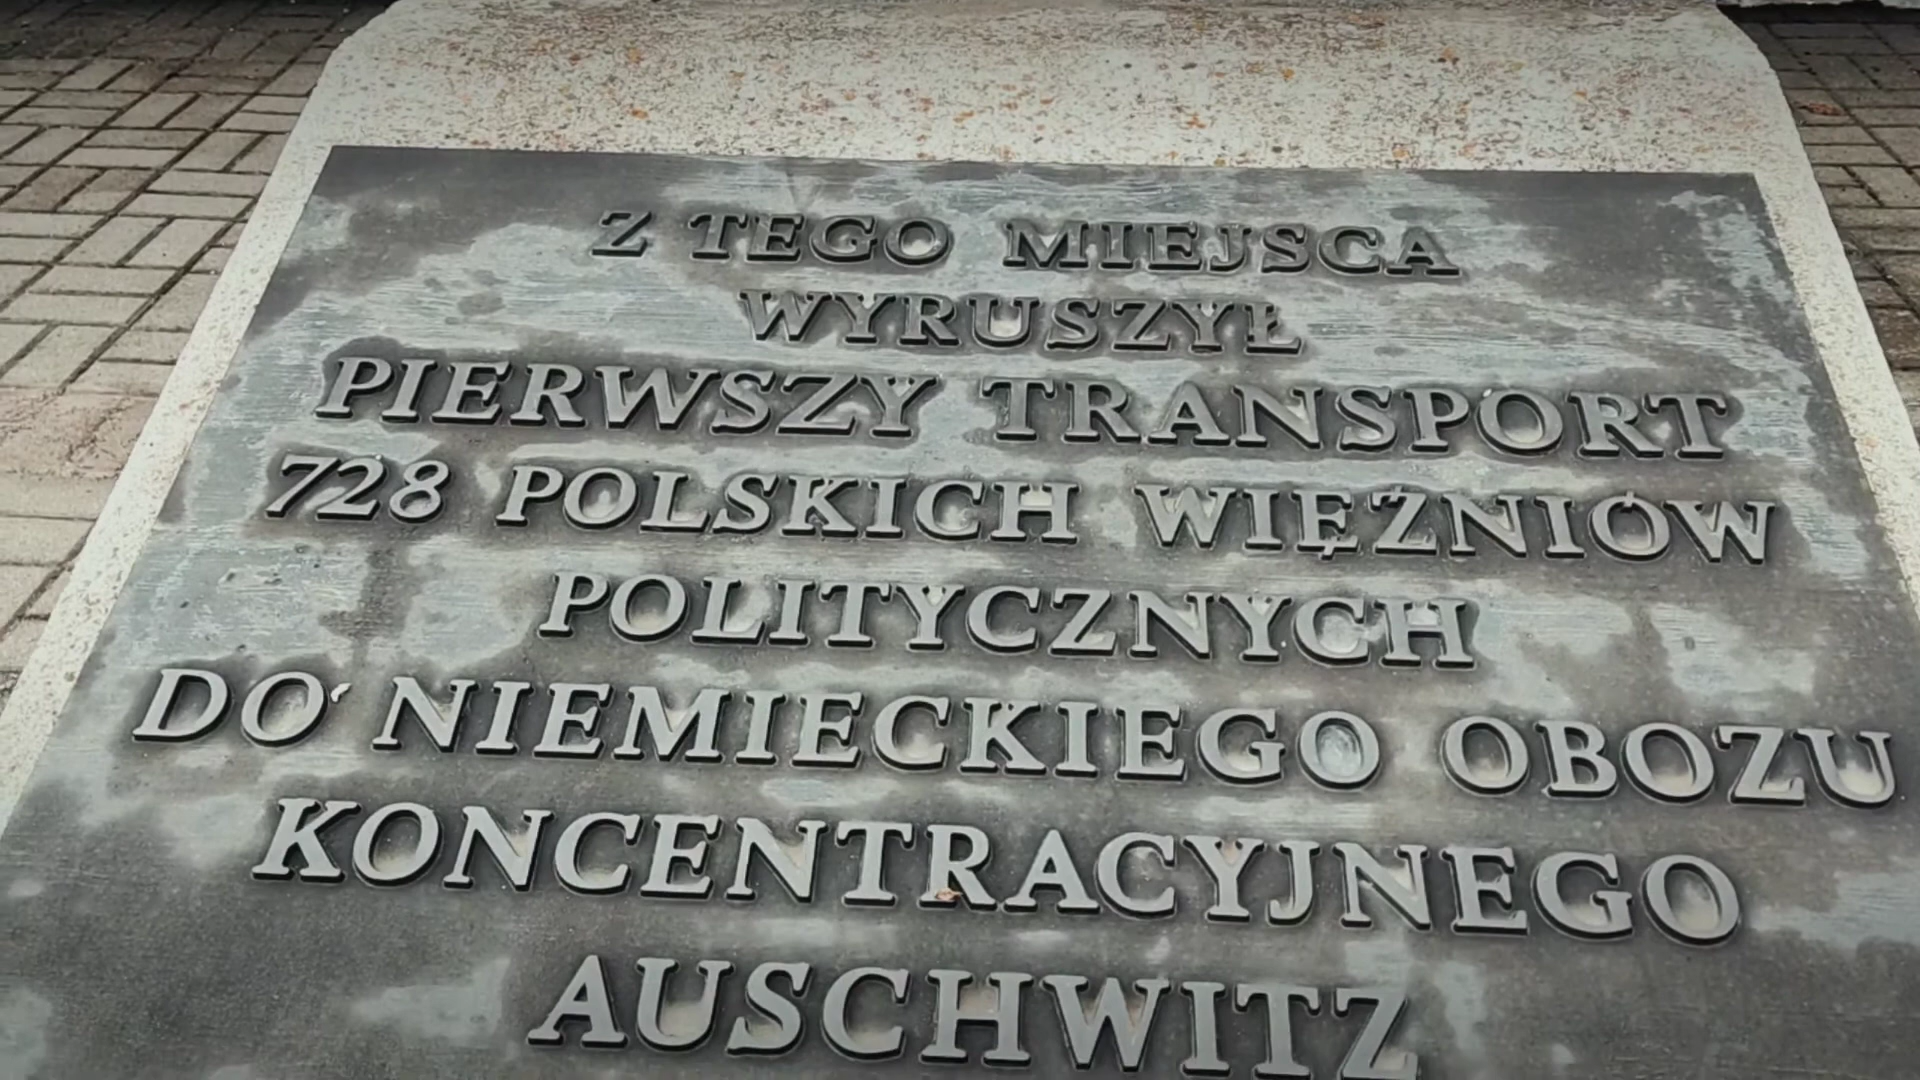 Z TEGO MIEJSCA
WYRUSZYŁ
PIERWSZY TRANSPORT
728 POLSKICH WIĘŹNIÓW
POLITYCZNYCH
DO NIEMIECKIEGO OBOZU
KONCENTRACYJNEGO
AUSCHWITZ